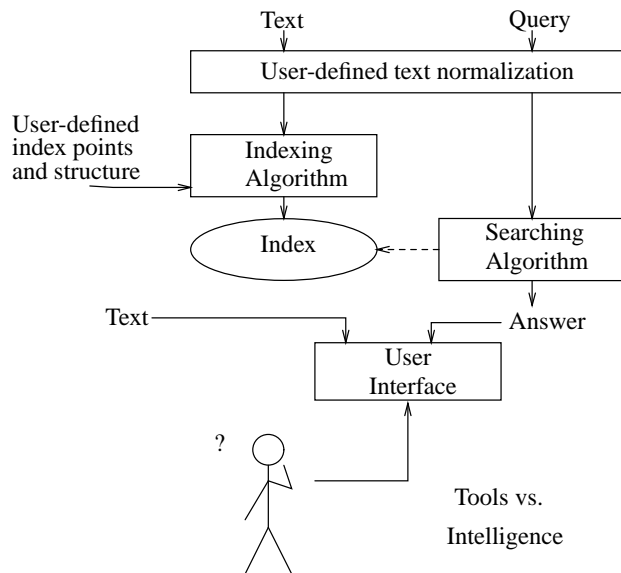 Text
Query
User-defined text normalization
User-defined
index points
and structure
Indexing
Algorithm
Index
Searching
Algorithm
Text
Answer
User
Interface
?
Tools vs.
Intelligence